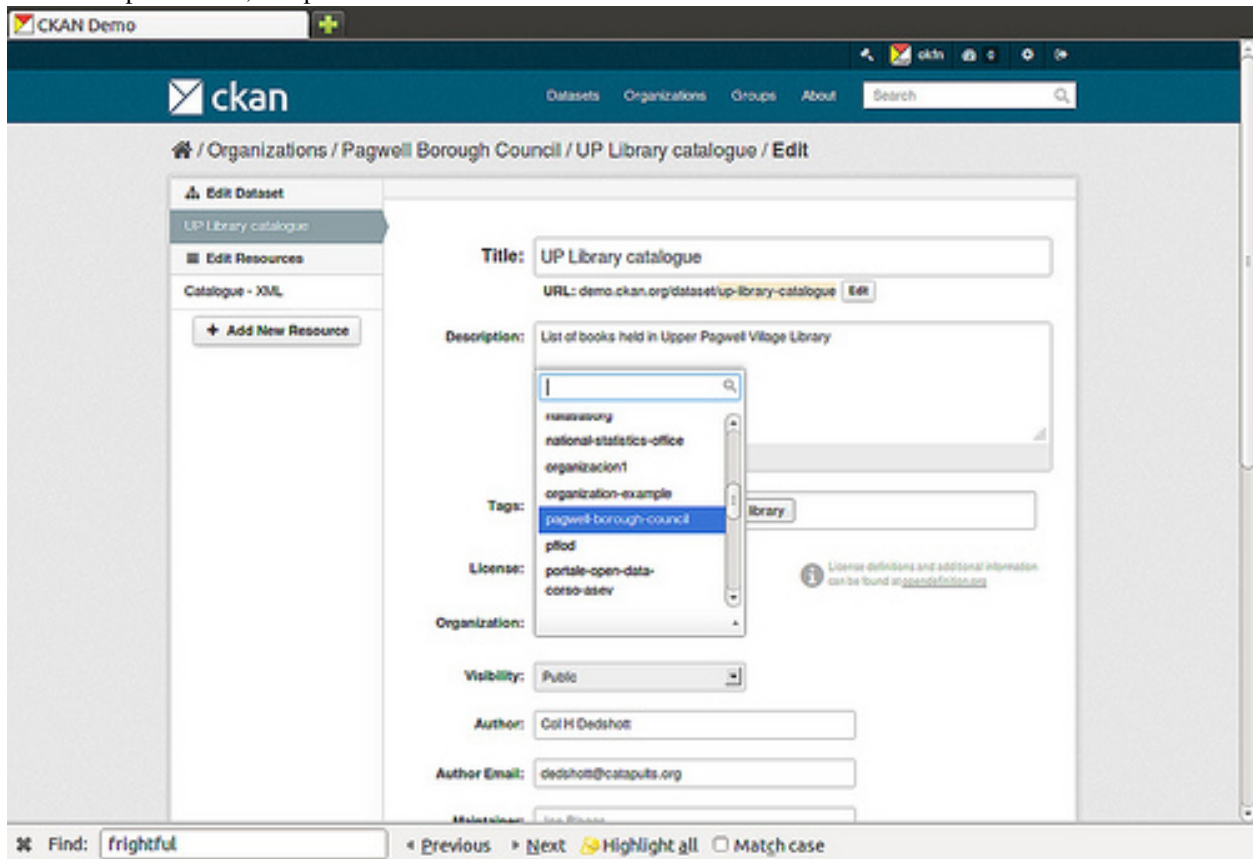 CKAN Demo
okfn 0
ckan
Datasets Organizations Groups About Search
/ Organizations / Pagwell Borough Council / UP Library catalogue / Edit
Edit Dataset
UP Library catalogue
Edit Resources
Catalogue - XML
+ Add New Resource
Title: UP Library catalogue
URL: demo.ckan.org/dataset/up-library-catalogue Edit
Description: List of books held in Upper Pagwell Village Library
national-statistics-office
organizacion1
organization-example
Tags: library
pagwell-borough-council
pflod
License: portale-open-data-
corso-asev
License definitions and additional information
can be found at opendefinition.org
Organization:
Visibility: Public
Author: Col H Dedshott
Author Email: dedshott@catapults.org
Maintainer:
Find: frightful Previous Next Highlight all Match case